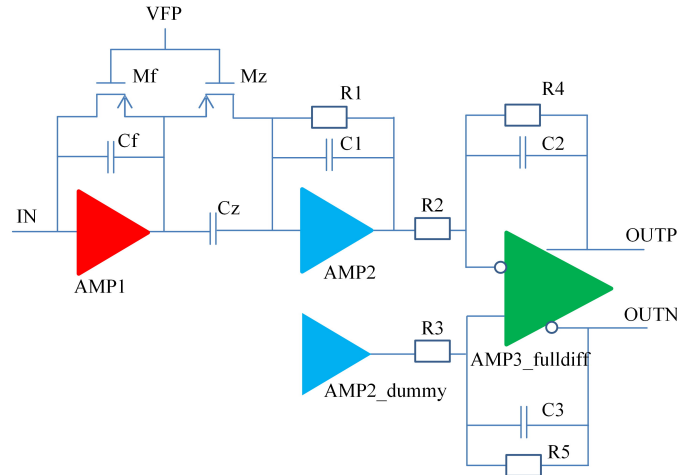 VFP
Mf
Mz
R1
R4
Cf
C1
C2
IN
Cz
R2
OUTP
AMP1
AMP2
R3
OUTN
AMP3_fulldiff
AMP2_dummy
C3
R5